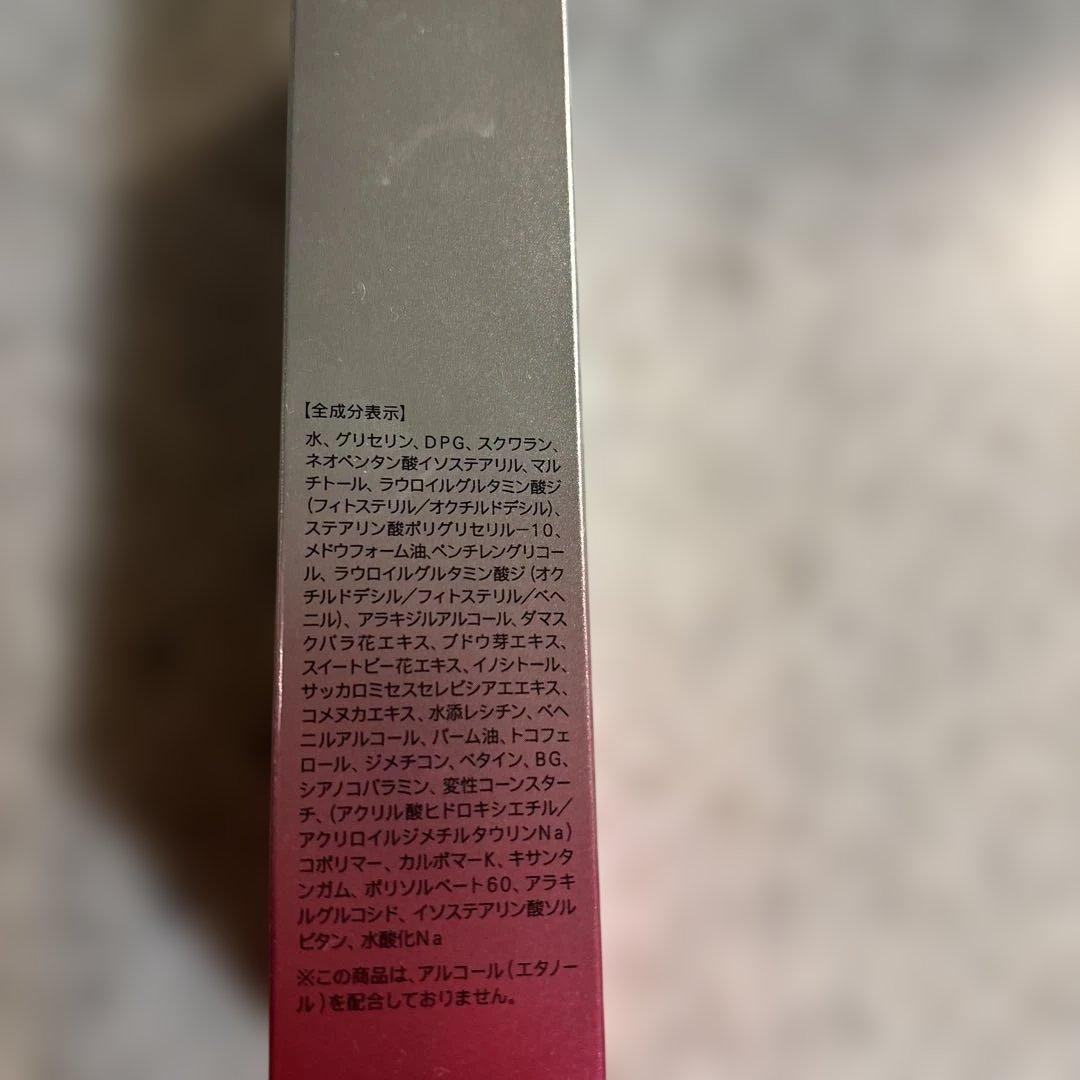 【全成分表示】
水、グリセリン、DPG、スクワラン、
ネオペンタン酸イソステアリル、マル
チトール、ラウロイルグルタミン酸ジ
(フィトステリル/オクチルドデシル)、
ステアリン酸ポリグリセリル－10、
メドウフォーム油、ペンチレングリコー
ル、ラウロイルグルタミン酸ジ(オク
チルドデシル/フィトステリル/ベヘ
ニル)、アラキジルアルコール、ダマス
クバラ花エキス、ブドウ芽エキス、
スイートピー花エキス、イノシトール、
サッカロミセスセレビシアエエキス、
コメヌカエキス、水添レシチン、ベヘ
ニルアルコール、パーム油、トコフェ
ロール、ジメチコン、ベタイン、BG、
シアノコバラミン、変性コーンスター
チ、(アクリル酸ヒドロキシエチル/
アクリロイルジメチルタウリンNa)
コポリマー、カルボマーK、キサンタ
ンガム、ポリソルベート60、アラキ
ルグルコシド、イソステアリン酸ソル
ビタン、水酸化Na
※この商品は、アルコール(エタノー
ル)を配合しておりません。